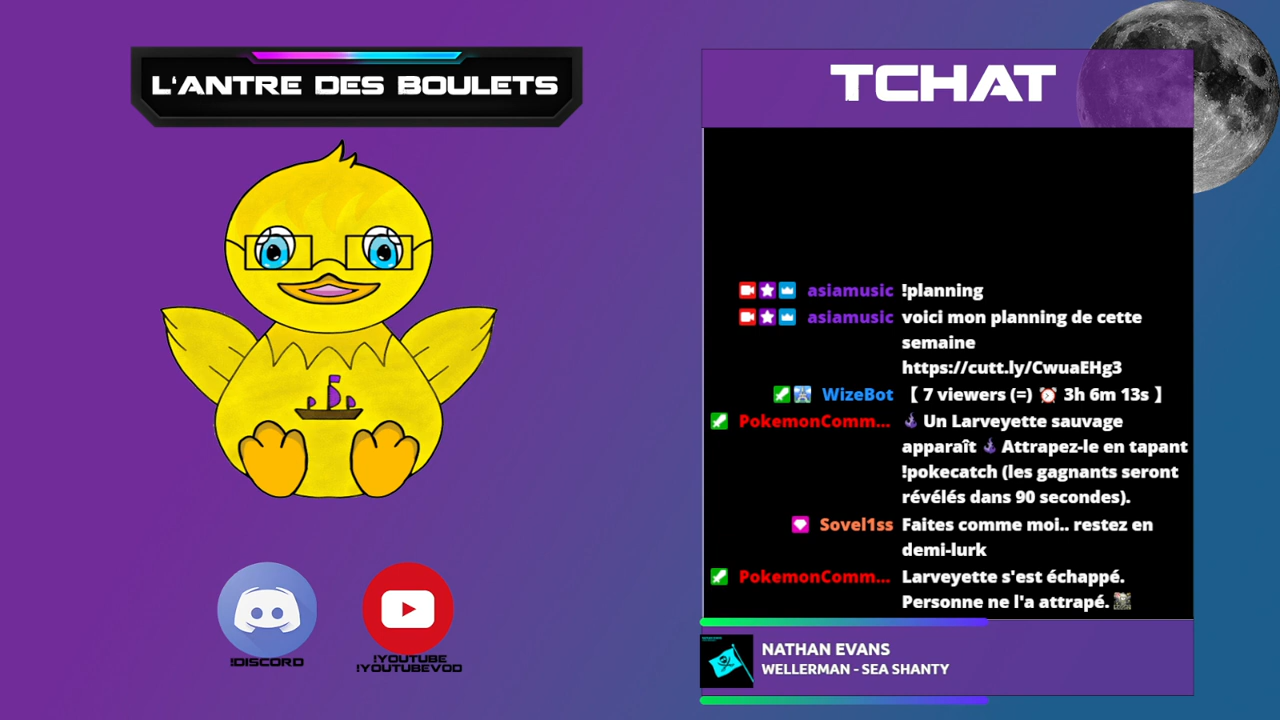 L'ANTRE DES BOULETS
TCHAT
asiamusic !planning
asiamusic voici mon planning de cette
semaine
https://cutt.ly/CwuaEHg3
WizeBot 【 7 viewers (=) ⏰ 3h 6m 13s 】
PokemonComm... Un Larveyette sauvage
apparaît Attrapez-le en tapant
!pokecatch (les gagnants seront
révélés dans 90 secondes).
Sovel1ss Faites comme moi.. restez en
demi-lurk
PokemonComm... Larveyette s'est échappé.
Personne ne l'a attrapé.
!DISCORD
!YOUTUBE
!YOUTUBEVOD
NATHAN EVANS
WELLERMAN - SEA SHANTY